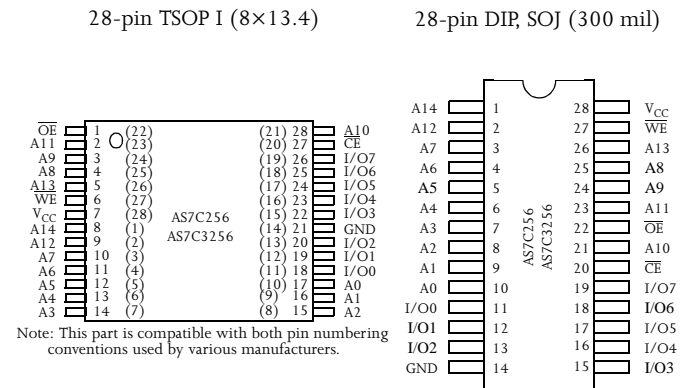 28-pin TSOP I (8×13.4)
28-pin DIP, SOJ (300 mil)
OE 1 (22) (21) 28 A10
A11 2 (23) (20) 27 CE
A9 3 (24) (19) 26 I/O7
A8 4 (25) (18) 25 I/O6
A13 5 (26) (17) 24 I/O5
WE 6 (27) (16) 23 I/O4
VCC 7 (28) (15) 22 I/O3
A14 8 (1) (14) 21 GND
A12 9 (2) (13) 20 I/O2
A7 10 (3) (12) 19 I/O1
A6 11 (4) (11) 18 I/O0
A5 12 (5) (10) 17 A0
A4 13 (6) (9) 16 A1
A3 14 (7) (8) 15 A2
AS7C256
AS7C3256
Note: This part is compatible with both pin numbering
conventions used by various manufacturers.
A14 1 28 VCC
A12 2 27 WE
A7 3 26 A13
A6 4 25 A8
A5 5 24 A9
A4 6 23 A11
A3 7 22 OE
A2 8 21 A10
A1 9 20 CE
A0 10 19 I/O7
I/O0 11 18 I/O6
I/O1 12 17 I/O5
I/O2 13 16 I/O4
GND 14 15 I/O3
AS7C256
AS7C3256